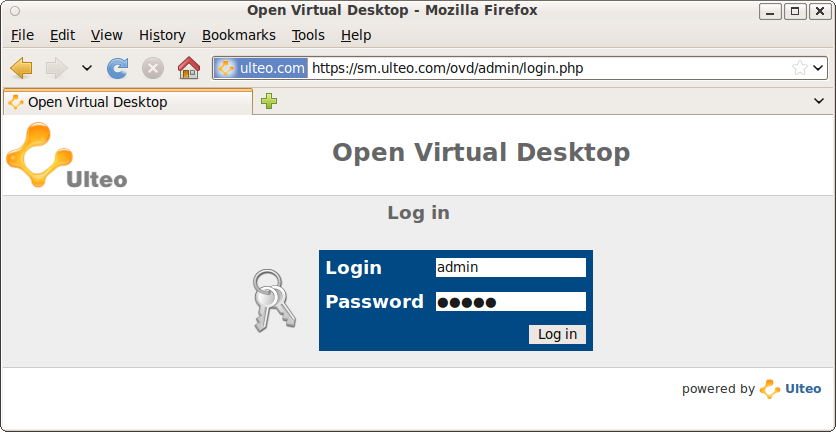 Open Virtual Desktop - Mozilla Firefox
File Edit View History Bookmarks Tools Help
ulteo.com https://sm.ulteo.com/ovd/admin/login.php
Open Virtual Desktop
Ulteo
Open Virtual Desktop
Log in
Login admin
Password ●●●●●
Log in
powered by Ulteo